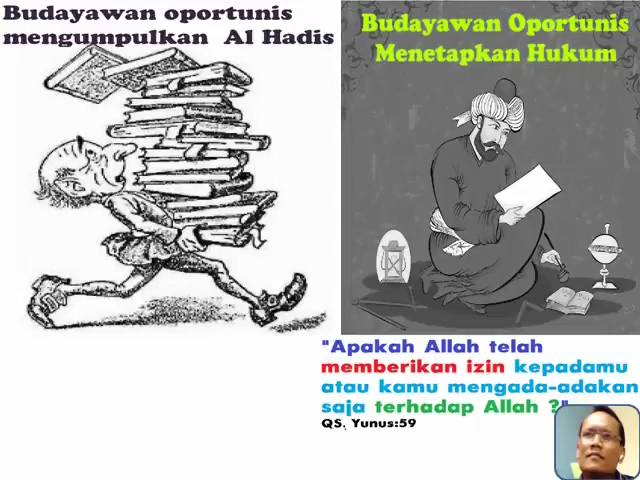 Budayawan oportunis
mengumpulkan Al Hadis
Budayawan Oportunis
Menetapkan Hukum
"Apakah Allah telah
memberikan izin kepadamu
atau kamu mengada-adakan
saja terhadap Allah ?"
QS, Yunus:59